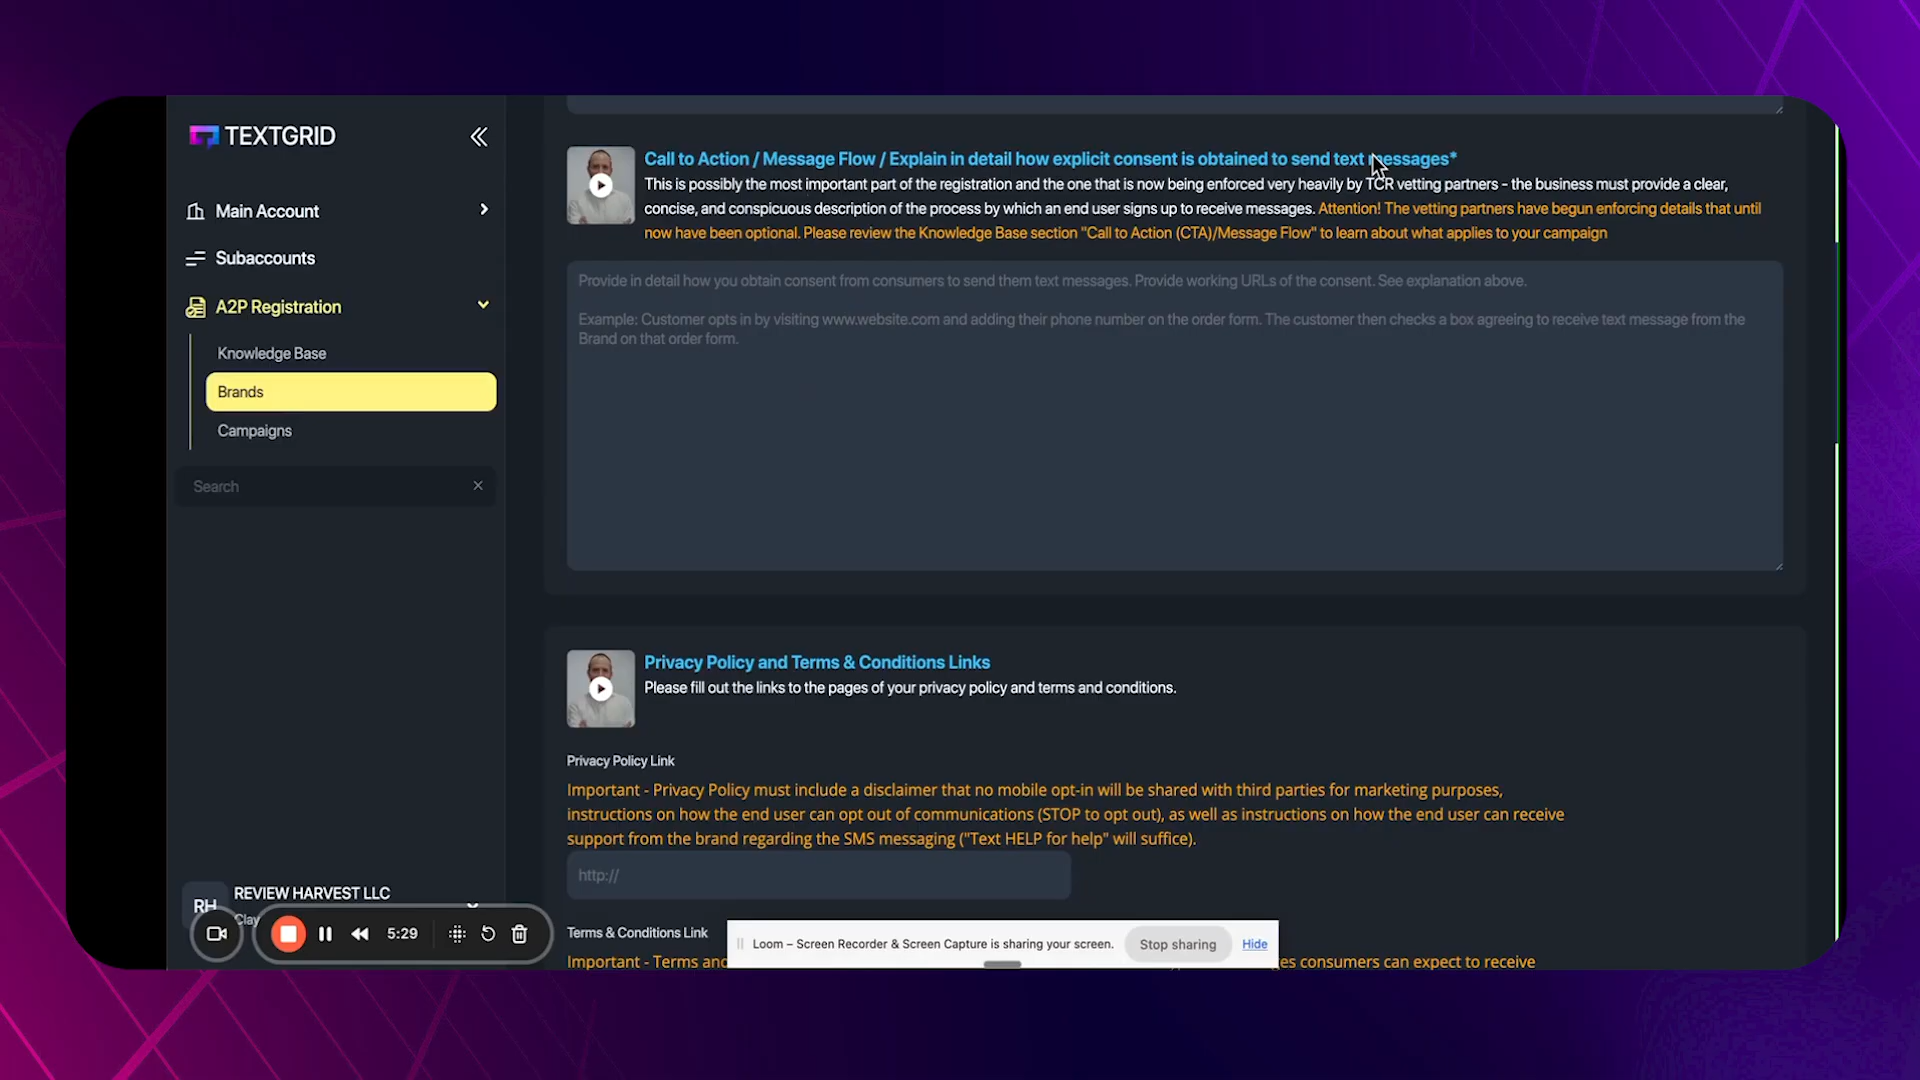 TEXTGRID
Main Account
Subaccounts
A2P Registration
Knowledge Base
Brands
Campaigns
Search
REVIEW HARVEST LLC
RH
Clay
5:29
Call to Action / Message Flow / Explain in detail how explicit consent is obtained to send text messages*
This is possibly the most important part of the registration and the one that is now being enforced very heavily by TCR vetting partners - the business must provide a clear,
concise, and conspicuous description of the process by which an end user signs up to receive messages. Attention! The vetting partners have begun enforcing details that until
now have been optional. Please review the Knowledge Base section "Call to Action (CTA)/Message Flow" to learn about what applies to your campaign
Provide in detail how you obtain consent from consumers to send them text messages. Provide working URLs of the consent. See explanation above.
Example: Customer opts in by visiting www.website.com and adding their phone number on the order form. The customer then checks a box agreeing to receive text message from the
Brand on that order form.
Privacy Policy and Terms & Conditions Links
Please fill out the links to the pages of your privacy policy and terms and conditions.
Privacy Policy Link
Important - Privacy Policy must include a disclaimer that no mobile opt-in will be shared with third parties for marketing purposes,
instructions on how the end user can opt out of communications (STOP to opt out), as well as instructions on how the end user can receive
support from the brand regarding the SMS messaging ("Text HELP for help" will suffice).
http://
Terms & Conditions Link
Important - Terms and
consumers can expect to receive
Loom – Screen Recorder & Screen Capture is sharing your screen.
Stop sharing
Hide